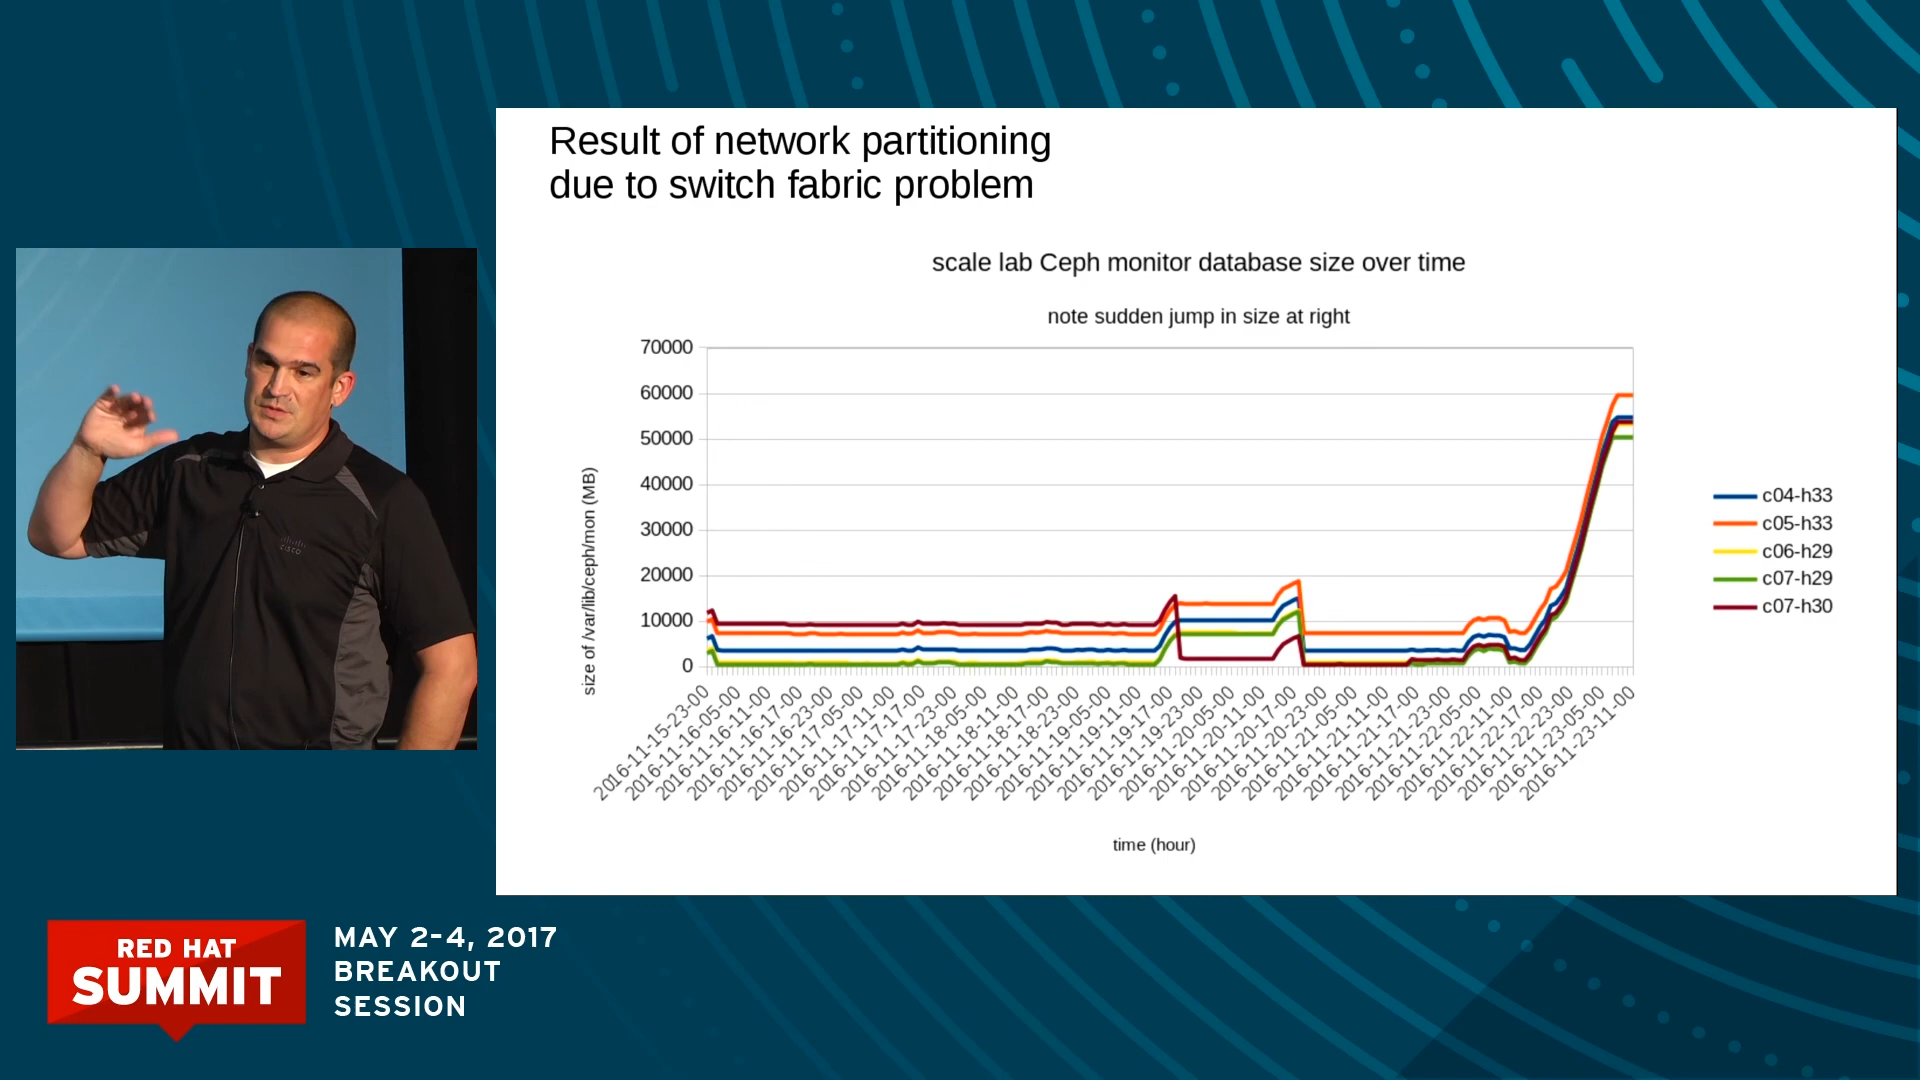 Result of network partitioning
due to switch fabric problem
scale lab Ceph monitor database size over time
note sudden jump in size at right
size of /var/lib/ceph/mon (MB)
70000
60000
50000
40000
30000
20000
10000
0
2016-11-15-23-00
2016-11-16-05-00
2016-11-16-11-00
2016-11-16-17-00
2016-11-16-23-00
2016-11-17-05-00
2016-11-17-11-00
2016-11-17-17-00
2016-11-17-23-00
2016-11-18-05-00
2016-11-18-11-00
2016-11-18-17-00
2016-11-18-23-00
2016-11-19-05-00
2016-11-19-11-00
2016-11-19-17-00
2016-11-19-23-00
2016-11-20-05-00
2016-11-20-11-00
2016-11-20-17-00
2016-11-20-23-00
2016-11-21-05-00
2016-11-21-11-00
2016-11-21-17-00
2016-11-21-23-00
2016-11-22-05-00
2016-11-22-11-00
2016-11-22-17-00
2016-11-22-23-00
2016-11-23-05-00
2016-11-23-11-00
time (hour)
c04-h33
c05-h33
c06-h29
c07-h29
c07-h30
CISCO
RED HAT
SUMMIT
MAY 2-4, 2017
BREAKOUT
SESSION